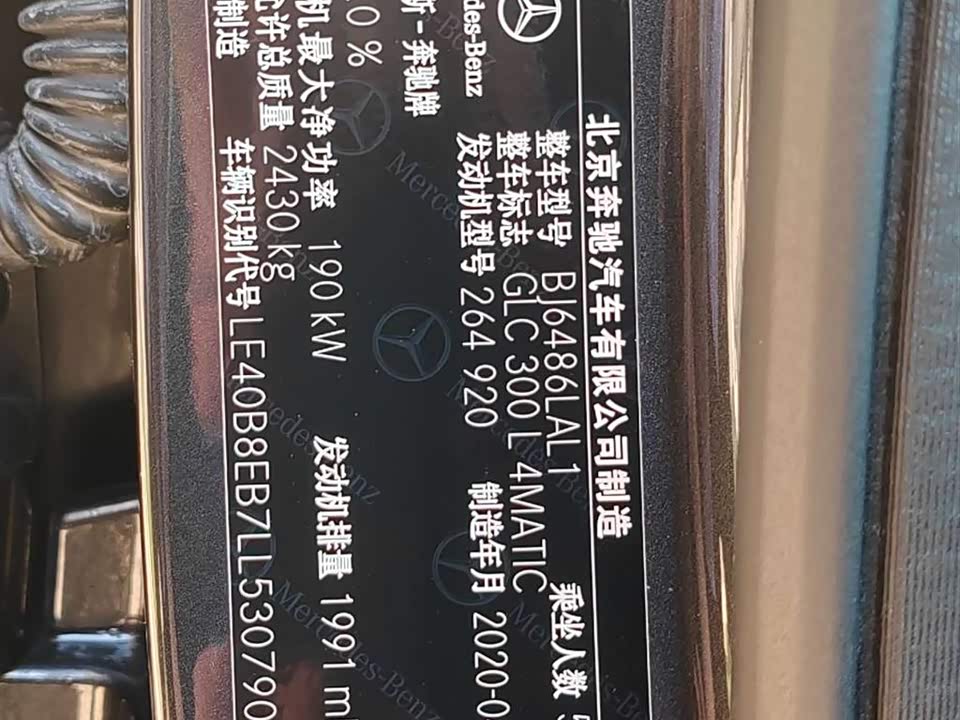 北京奔驰汽车有限公司制造
整车型号 BJ6486LAL1 乘坐人数
整车标志 GLC 300 L 4MATIC
发动机型号 264 920 制造年月 2020-0
des-Benz
斯-奔驰牌
0 %
机最大净功率 190 kW 发动机排量 1991 m
允许总质量 2430 kg
制造 车辆识别代号 LE40B8EB7LL530790